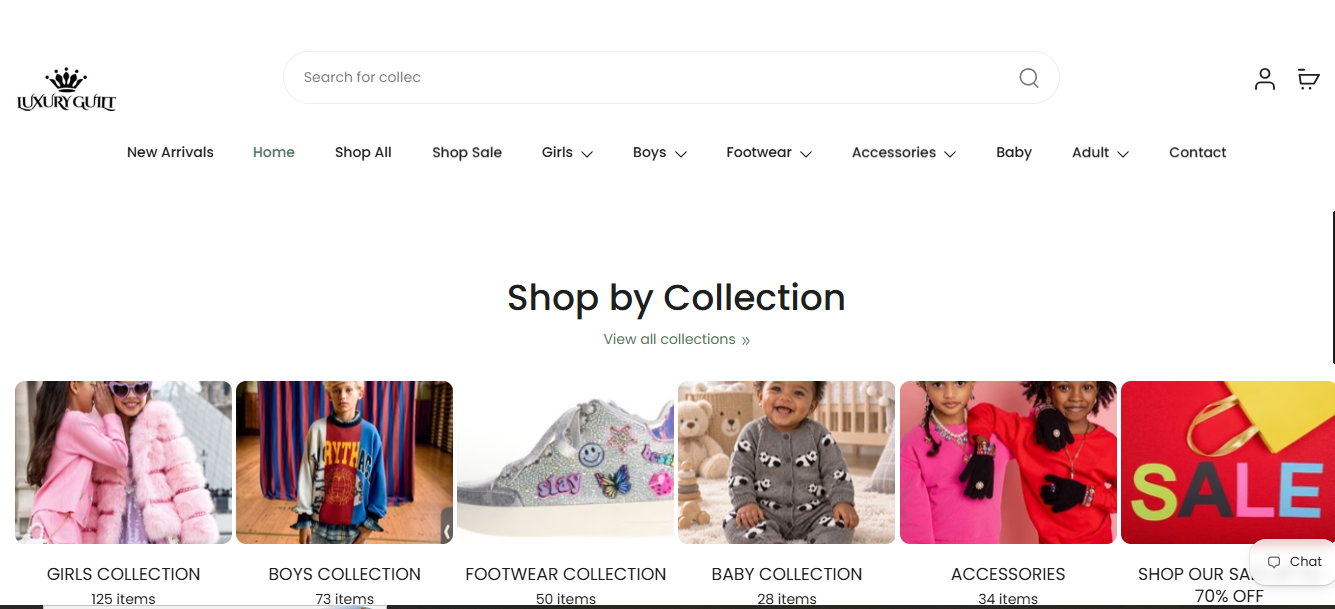 Search for collec
LUXURY GUILT
New Arrivals Home Shop All Shop Sale Girls Boys Footwear Accessories Baby Adult Contact
Shop by Collection
View all collections »
slay
SALE
GIRLS COLLECTION
125 items
BOYS COLLECTION
73 items
FOOTWEAR COLLECTION
50 items
BABY COLLECTION
28 items
ACCESSORIES
34 items
SHOP OUR
70% OFF
Chat